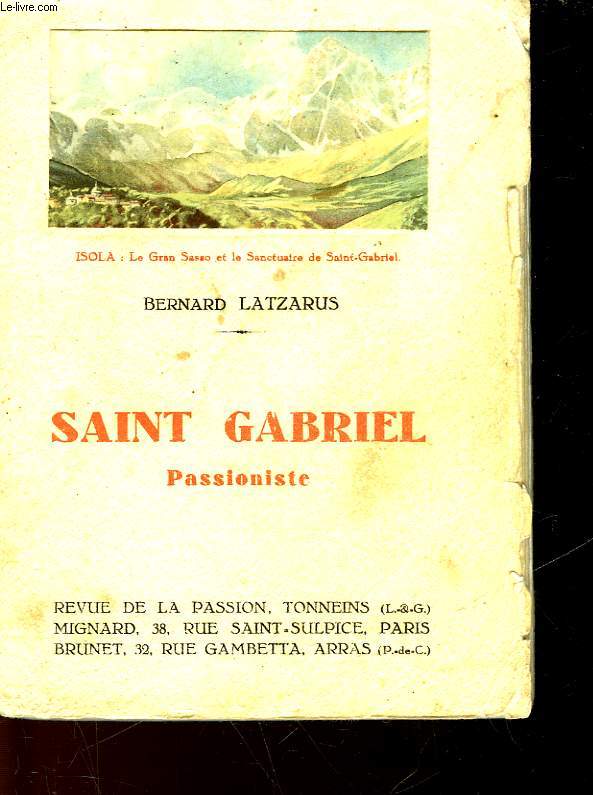 Le-livre.com
ISOLA : Le Gran Sasso et le Sanctuaire de Saint-Gabriel.
BERNARD LATZARUS
SAINT GABRIEL
Passioniste
REVUE DE LA PASSION, TONNEINS (L.-&-G.)
MIGNARD, 38, RUE SAINT-SULPICE, PARIS
BRUNET, 32, RUE GAMBETTA, ARRAS (P.-de-C.)